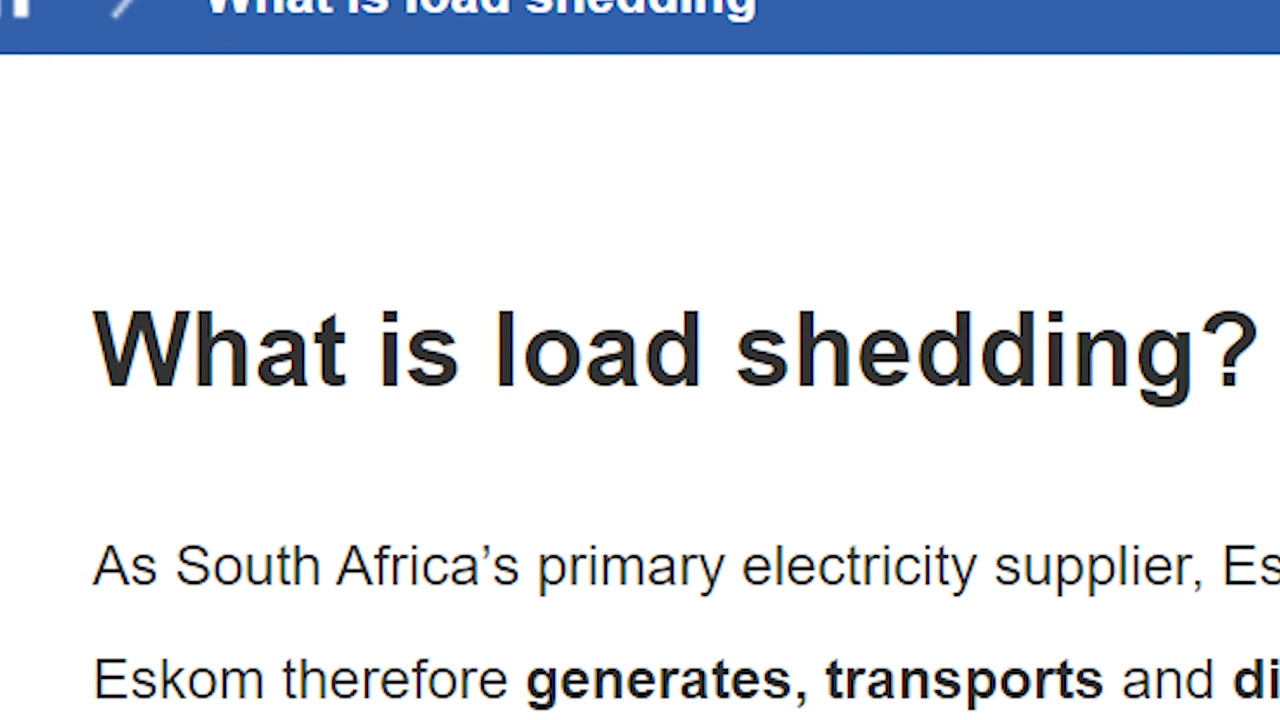 What is load shedding
What is load shedding?
As South Africa’s primary electricity supplier, Es
Eskom therefore generates, transports and di